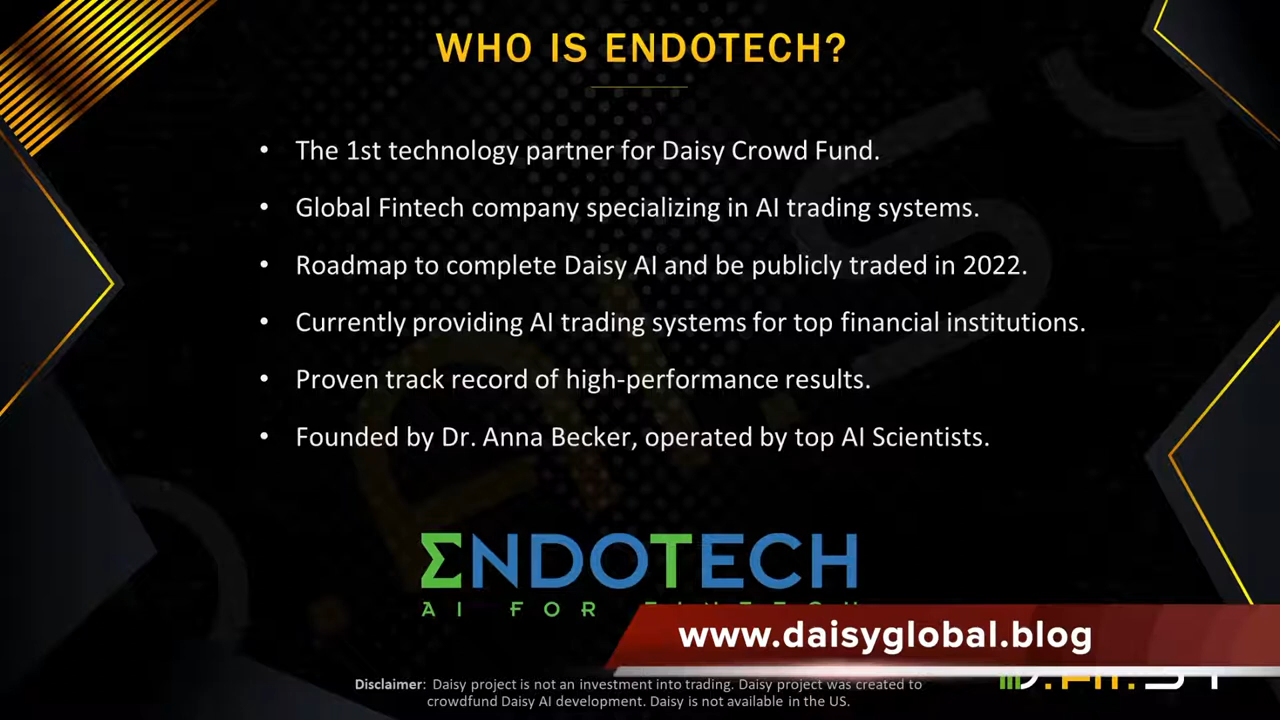 WHO IS ENDOTECH?
• The 1st technology partner for Daisy Crowd Fund.
• Global Fintech company specializing in AI trading systems.
• Roadmap to complete Daisy AI and be publicly traded in 2022.
• Currently providing AI trading systems for top financial institutions.
• Proven track record of high-performance results.
• Founded by Dr. Anna Becker, operated by top AI Scientists.
ΣNDOTECH
AI FOR
www.daisyglobal.blog
Disclaimer: Daisy project is not an investment into trading. Daisy project was created to
crowdfund Daisy AI development. Daisy is not available in the US.